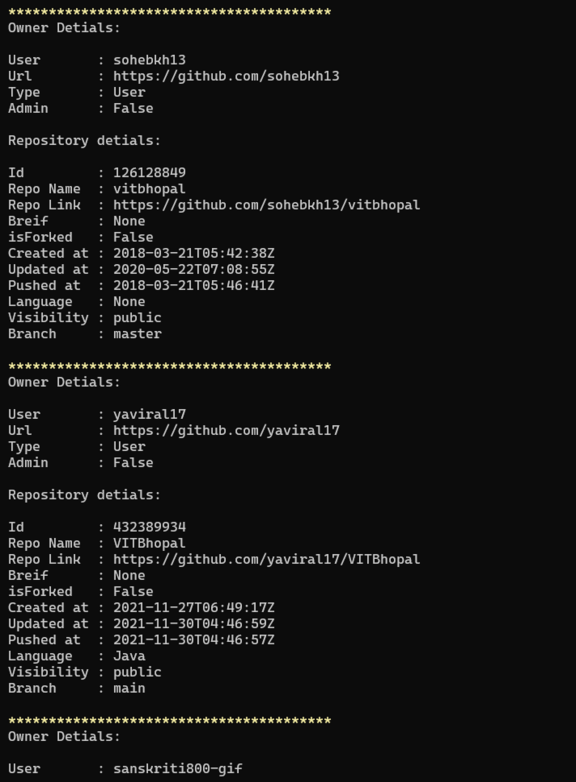 ****************************************
Owner Detials:
User       : sohebkh13
Url        : https://github.com/sohebkh13
Type       : User
Admin      : False
Repository detials:
Id         : 126128849
Repo Name  : vitbhopal
Repo Link  : https://github.com/sohebkh13/vitbhopal
Breif      : None
isForked   : False
Created at : 2018-03-21T05:42:38Z
Updated at : 2020-05-22T07:08:55Z
Pushed at  : 2018-03-21T05:46:41Z
Language   : None
Visibility : public
Branch     : master
****************************************
Owner Detials:
User       : yaviral17
Url        : https://github.com/yaviral17
Type       : User
Admin      : False
Repository detials:
Id         : 432389934
Repo Name  : VITBhopal
Repo Link  : https://github.com/yaviral17/VITBhopal
Breif      : None
isForked   : False
Created at : 2021-11-27T06:49:17Z
Updated at : 2021-11-30T04:46:59Z
Pushed at  : 2021-11-30T04:46:57Z
Language   : Java
Visibility : public
Branch     : main
****************************************
Owner Detials:
User       : sanskriti800-gif